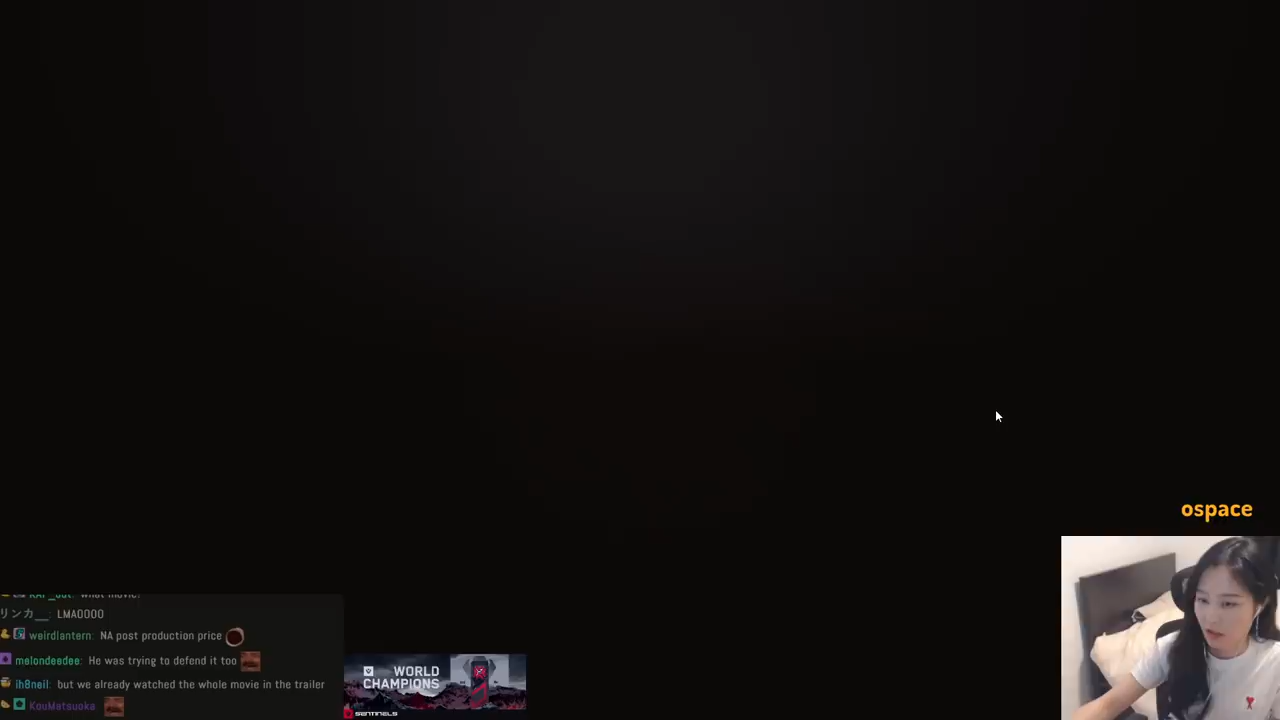 ospace
リンカ__: LMAOOOO
weirdlantern: NA post production price
melondeedee: He was trying to defend it too
ih8neil: but we already watched the whole movie in the trailer
KouMatsuoka
WORLD
CHAMPIONS
SENTINELS